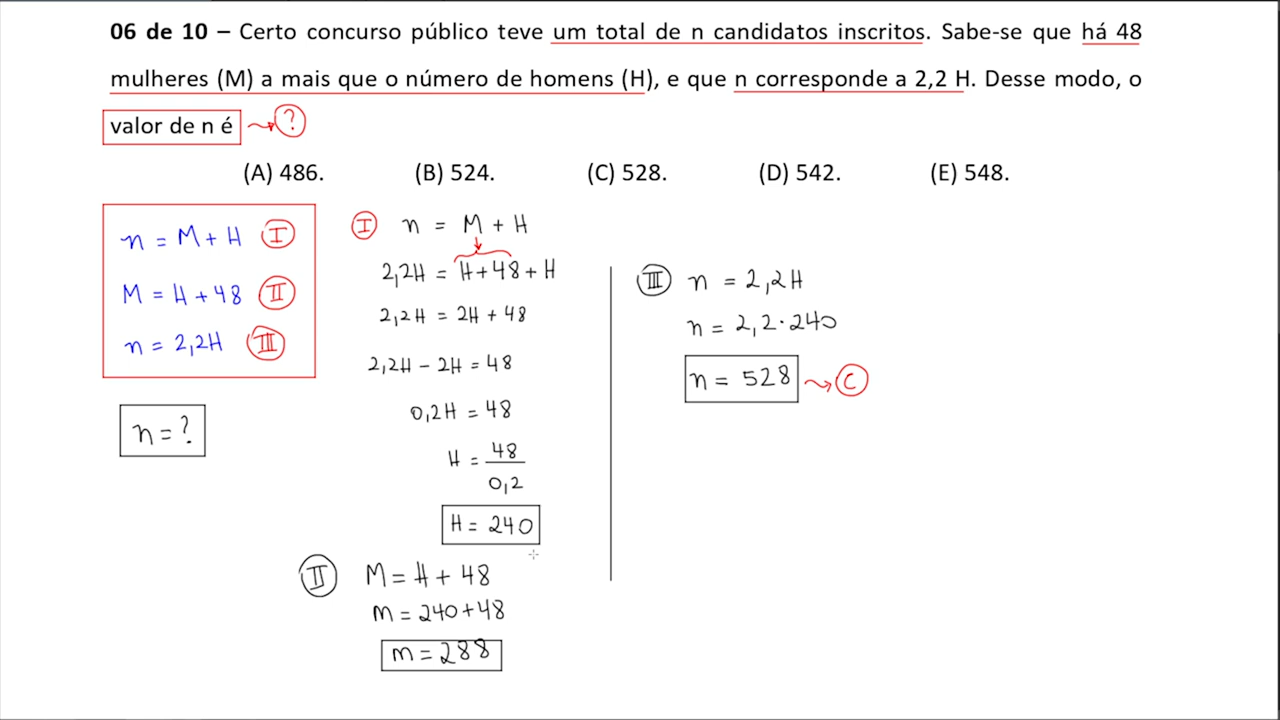 06 de 10 – Certo concurso público teve um total de n candidatos inscritos. Sabe-se que há 48
mulheres (M) a mais que o número de homens (H), e que n corresponde a 2,2 H. Desse modo, o
valor de n é ?
(A) 486. (B) 524. (C) 528. (D) 542. (E) 548.
n = M + H I
M = H + 48 II
n = 2,2H III
n = ?
I n = M + H
2,2H = H + 48 + H
2,2H = 2H + 48
2,2H – 2H = 48
0,2H = 48
H = 48/0,2
H = 240
II M = H + 48
m = 240 + 48
m = 288
III n = 2,2H
n = 2,2 · 240
n = 528 C